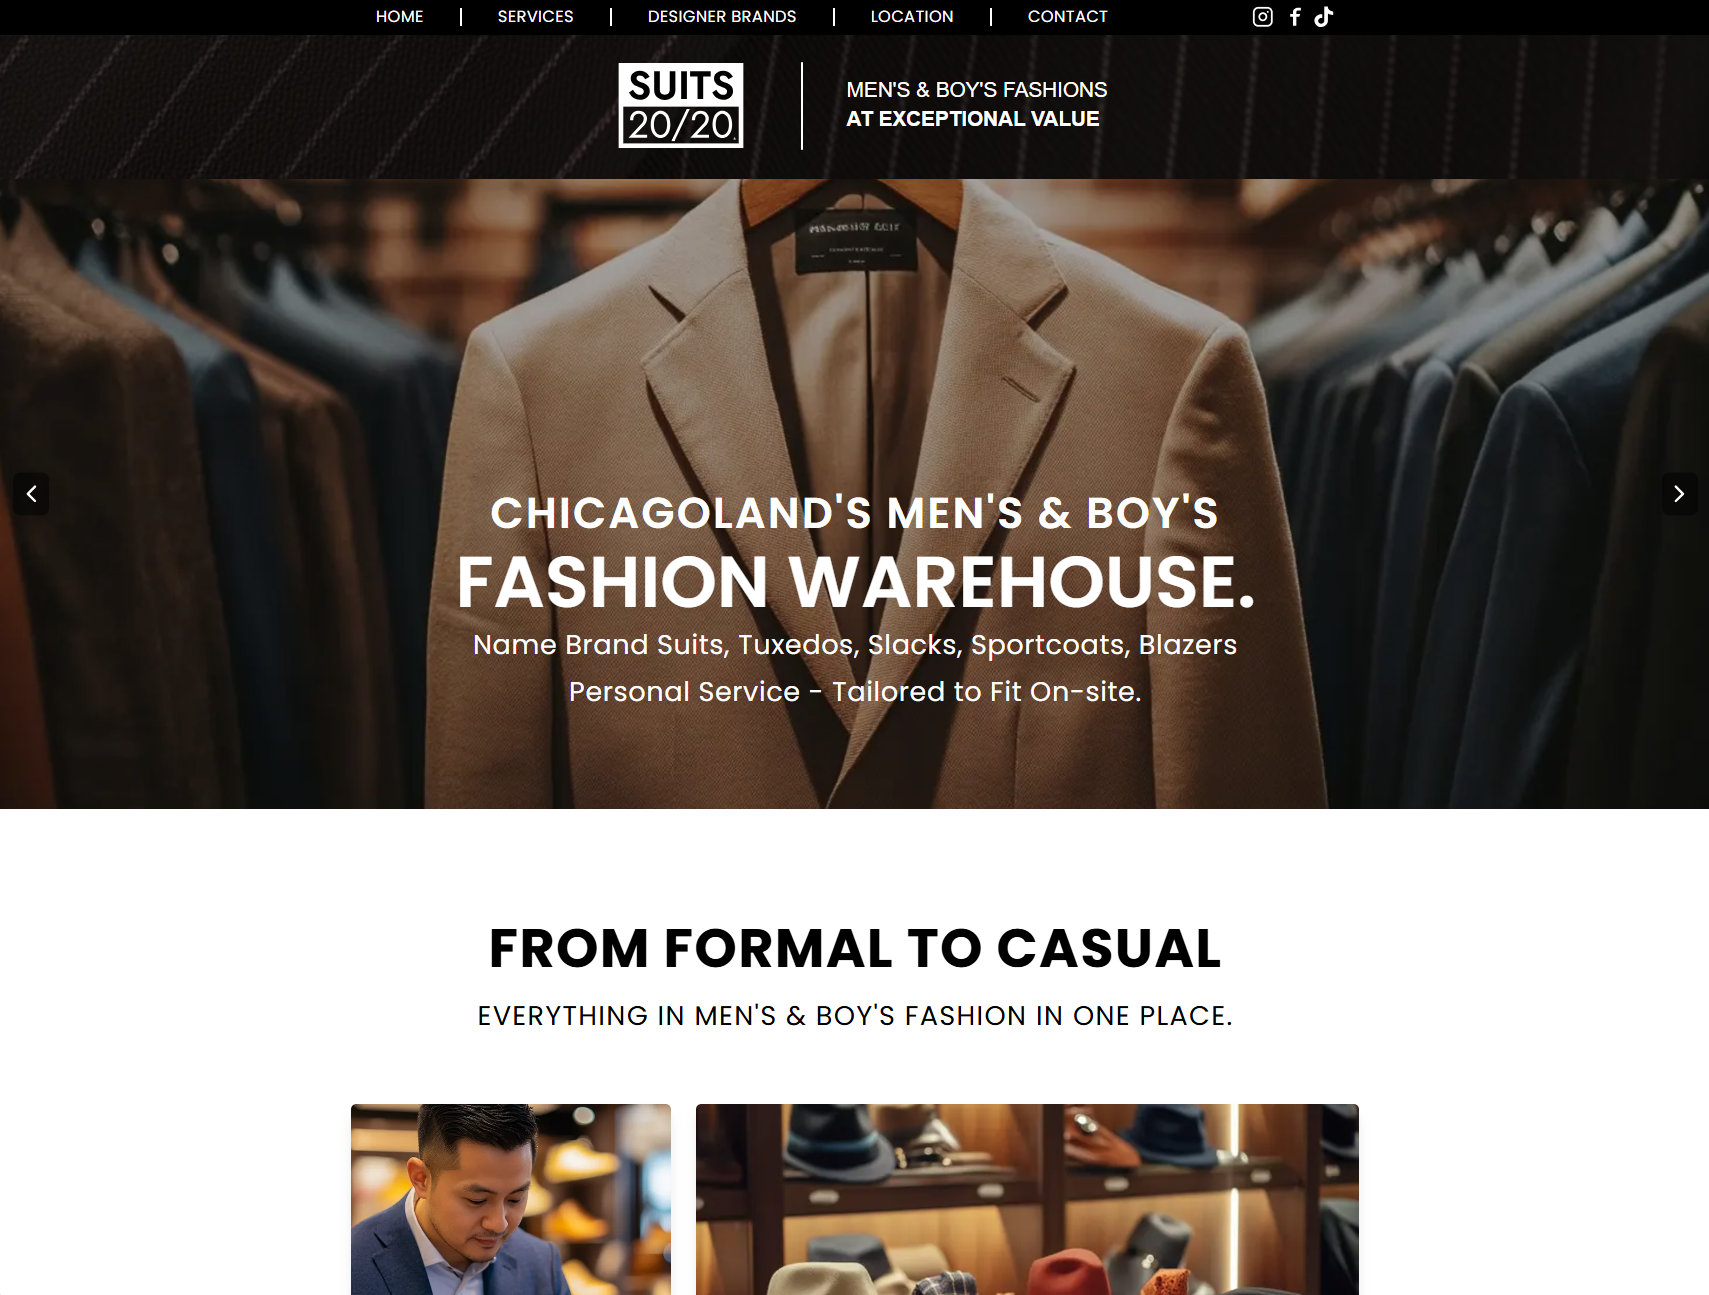 HOME | SERVICES | DESIGNER BRANDS | LOCATION | CONTACT
SUITS
20/20
MEN'S & BOY'S FASHIONS
AT EXCEPTIONAL VALUE
CHICAGOLAND'S MEN'S & BOY'S
FASHION WAREHOUSE.
Name Brand Suits, Tuxedos, Slacks, Sportcoats, Blazers
Personal Service - Tailored to Fit On-site.
FROM FORMAL TO CASUAL
EVERYTHING IN MEN'S & BOY'S FASHION IN ONE PLACE.